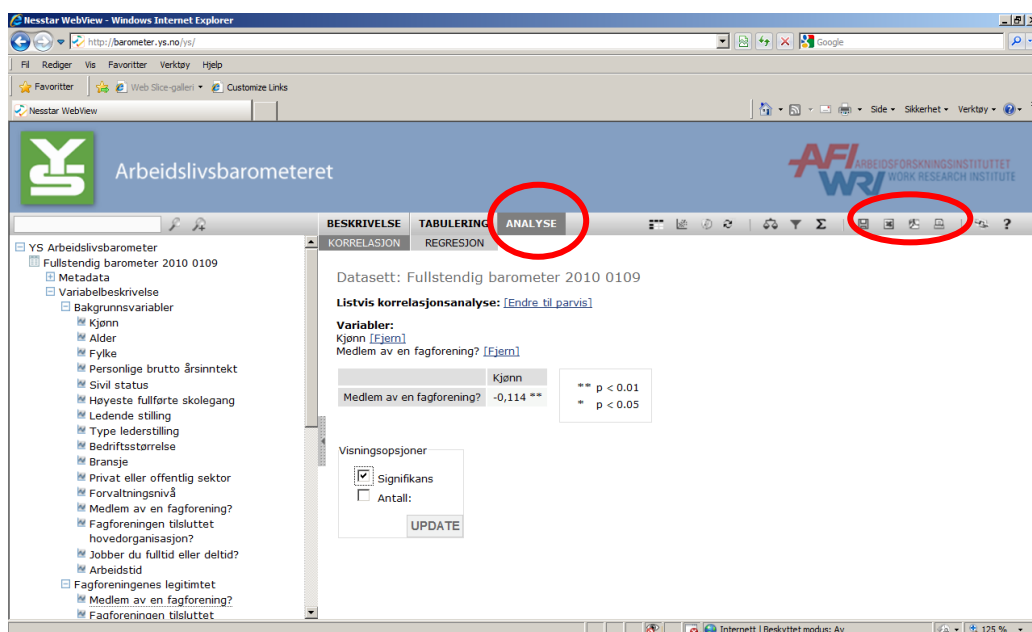 Nesstar WebView - Windows Internet Explorer
http://barometer.ys.no/ys/
Google
Fil Rediger Vis Favoritter Verktøy Hjelp
Favoritter Web Slice-galleri Customize Links
Nesstar WebView
Side Sikkerhet Verktøy
YS
Arbeidslivsbarometeret
AFI ARBEIDSFORSKNINGSINSTITUTTET
WRI WORK RESEARCH INSTITUTE
BESKRIVELSE TABULERING ANALYSE
Σ ?
KORRELASJON REGRESJON
YS Arbeidslivsbarometer
Fullstendig barometer 2010 0109
Metadata
Variabelbeskrivelse
Bakgrunnsvariabler
Kjønn
Alder
Fylke
Personlige brutto årsinntekt
Sivil status
Høyeste fullførte skolegang
Ledende stilling
Type lederstilling
Bedriftsstørrelse
Bransje
Privat eller offentlig sektor
Forvaltningsnivå
Medlem av en fagforening?
Fagforeningen tilsluttet
hovedorganisasjon?
Jobber du fulltid eller deltid?
Arbeidstid
Fagforeningenes legitimtet
Medlem av en fagforening?
Fagforeningen tilsluttet
Datasett: Fullstendig barometer 2010 0109
Listvis korrelasjonsanalyse: [Endre til parvis]
Variabler:
Kjønn [Fjern]
Medlem av en fagforening? [Fjern]
Kjønn
Medlem av en fagforening? -0,114 **
** p < 0.01
* p < 0.05
Visningsopsjoner
Signifikans
Antall:
UPDATE
Internett | Beskyttet modus: Av
125 %